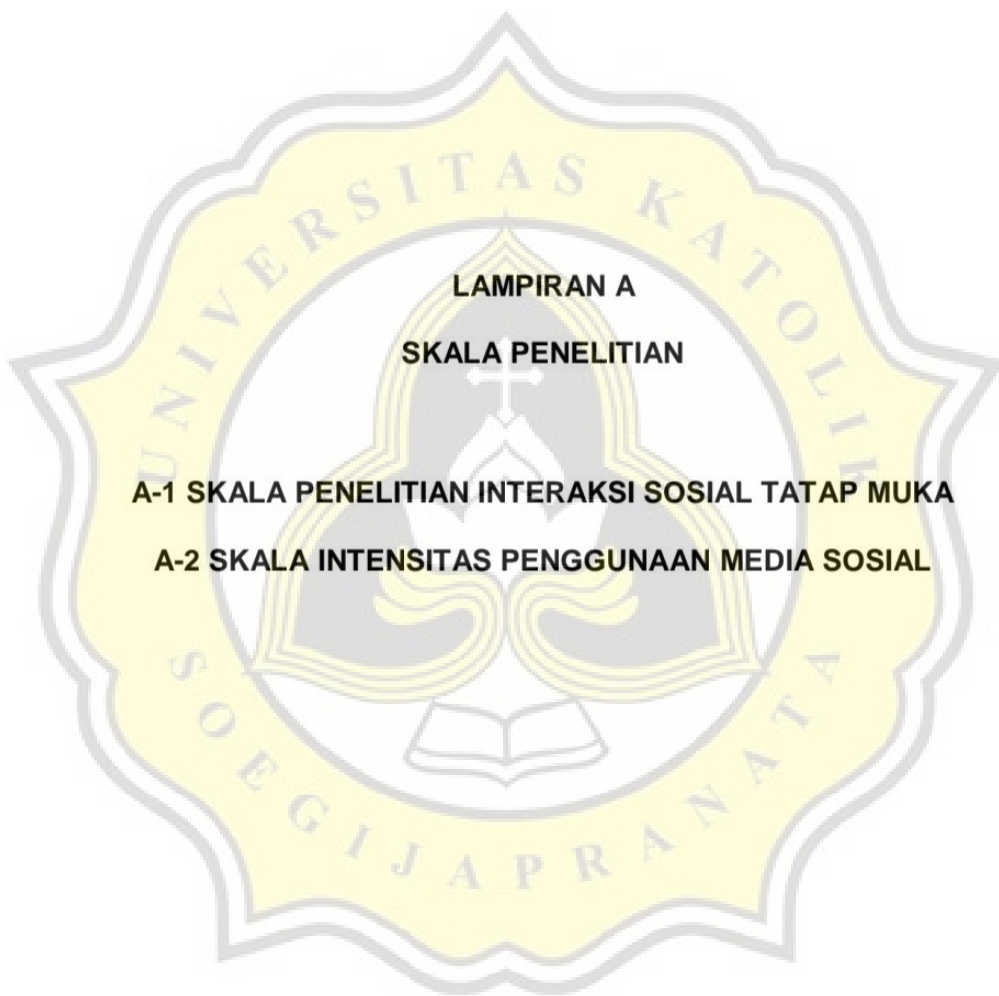 UNIVERSITAS KATOLIK
LAMPIRAN A
SKALA PENELITIAN
A-1 SKALA PENELITIAN INTERAKSI SOSIAL TATAP MUKA
A-2 SKALA INTENSITAS PENGGUNAAN MEDIA SOSIAL
SOEGIJAPRANATA